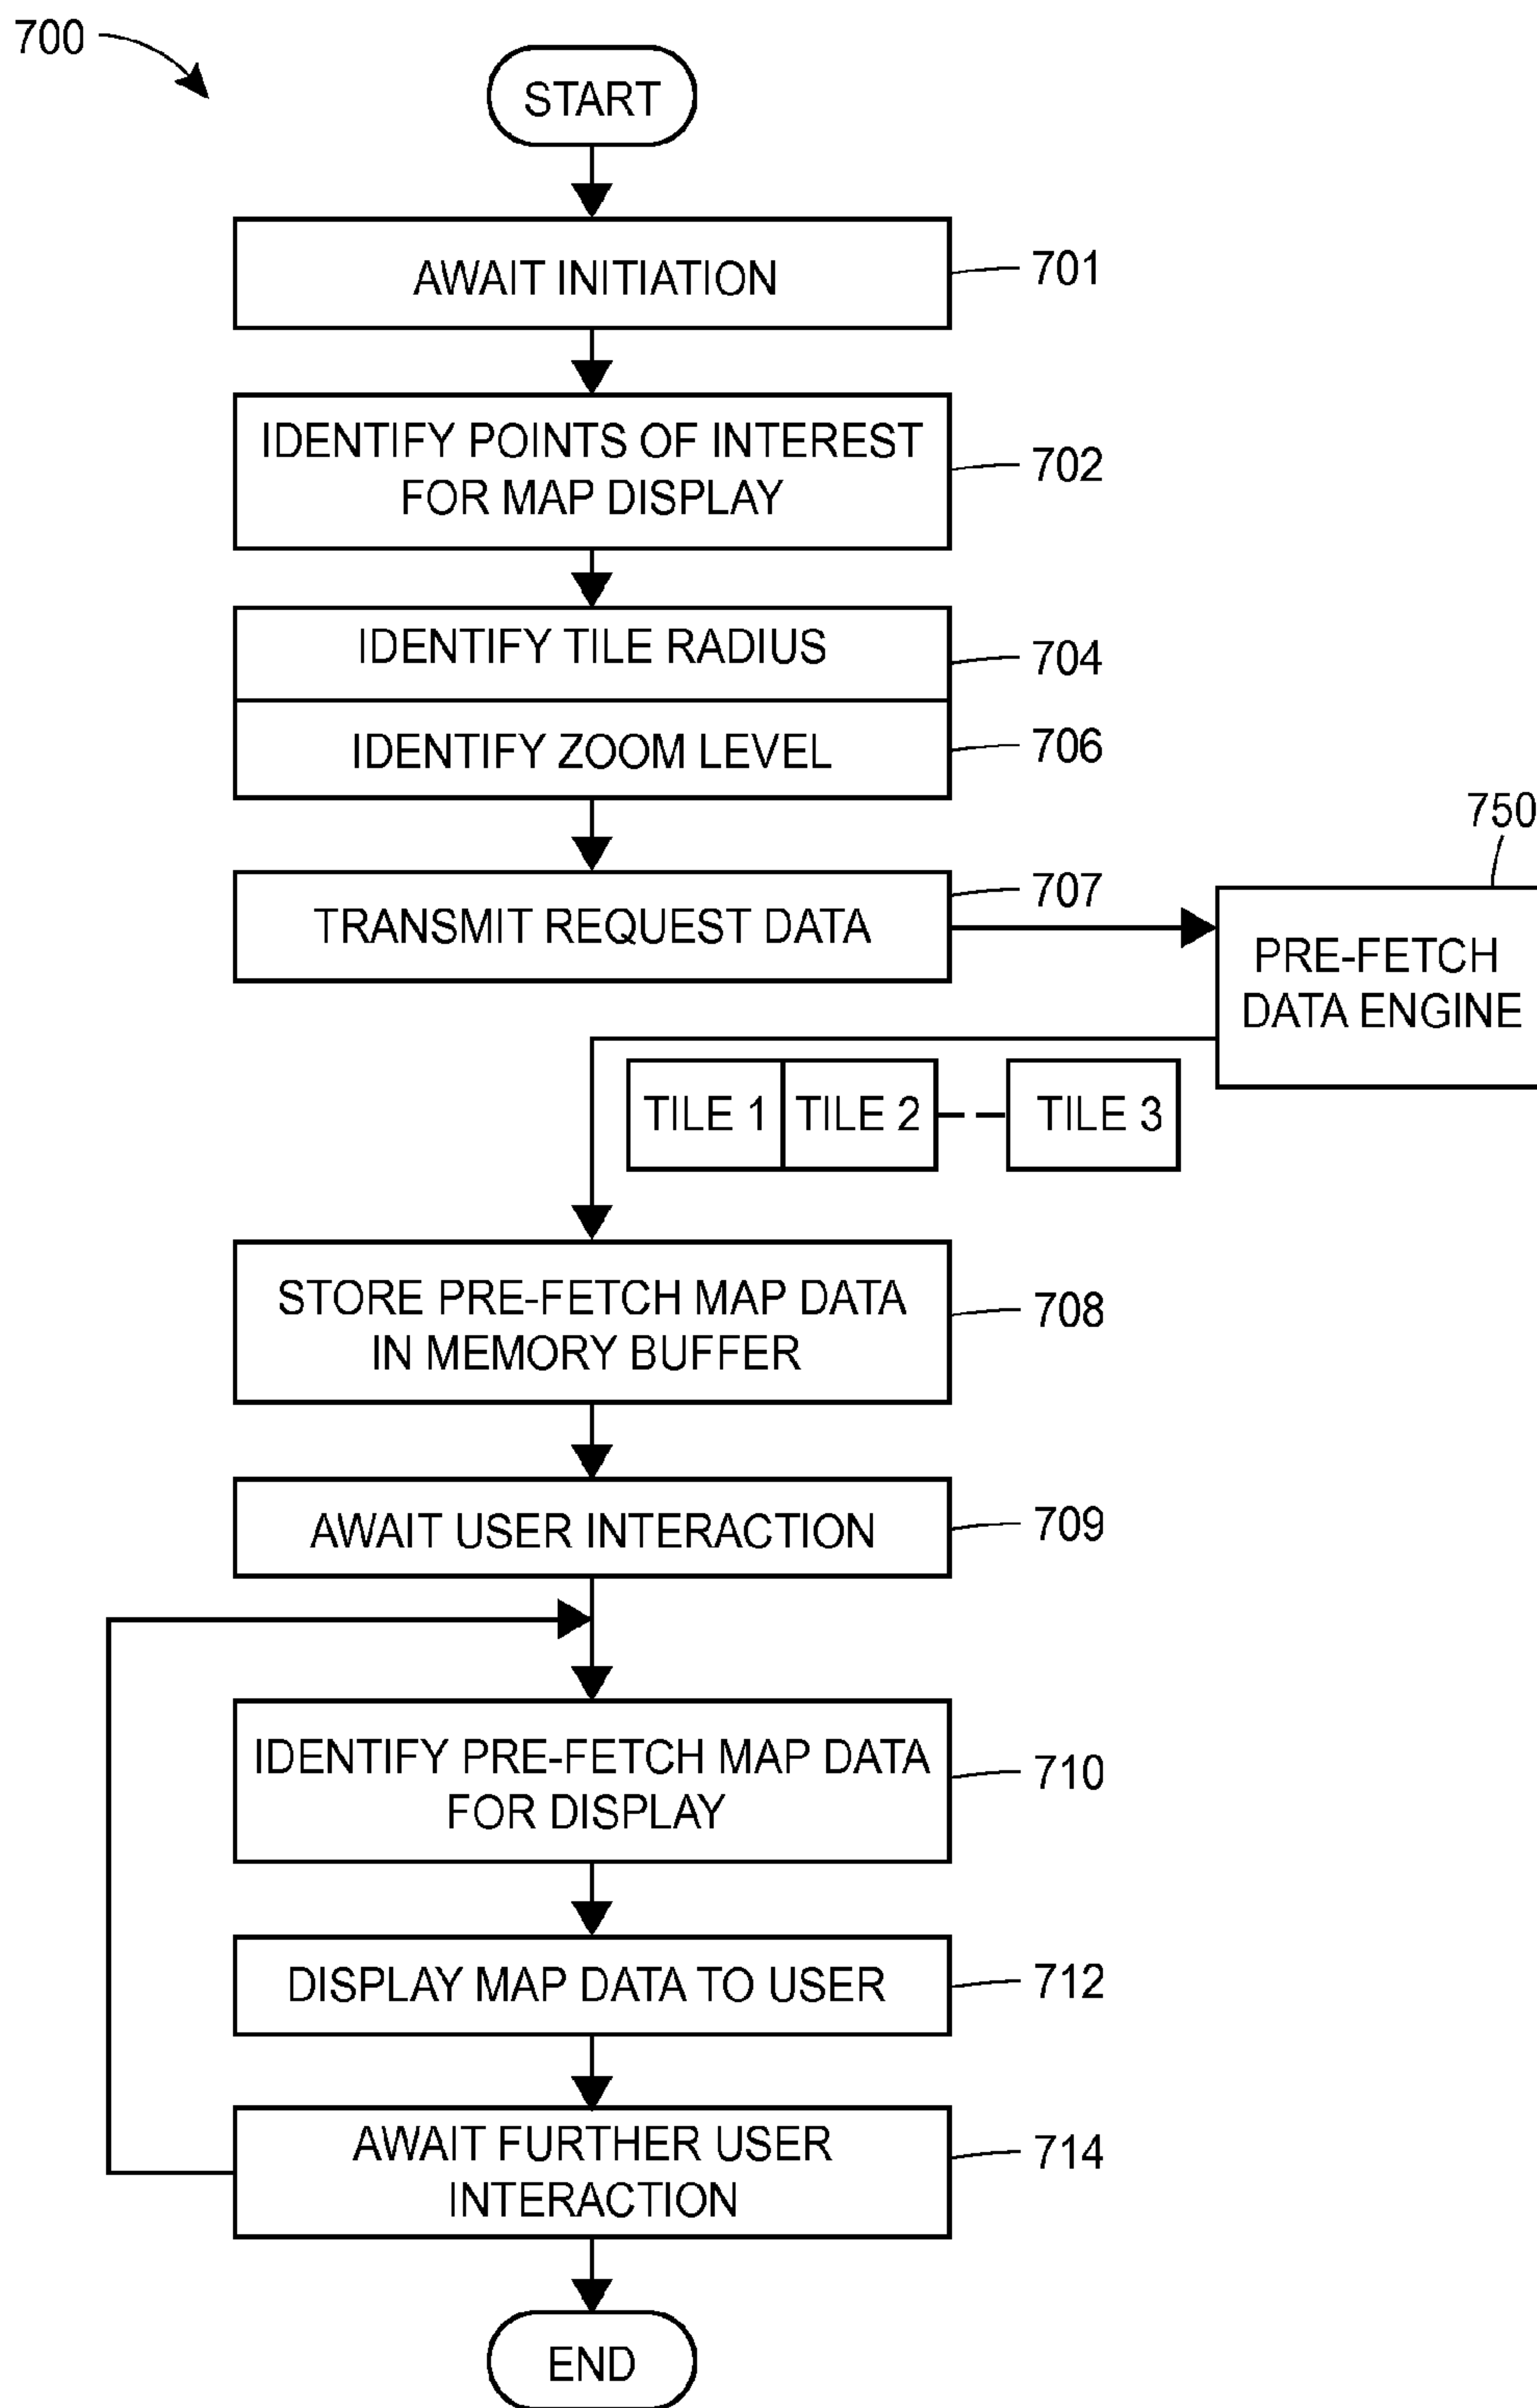 700
START
AWAIT INITIATION
701
IDENTIFY POINTS OF INTEREST
FOR MAP DISPLAY
702
IDENTIFY TILE RADIUS
704
IDENTIFY ZOOM LEVEL
706
TRANSMIT REQUEST DATA
707
750
PRE-FETCH
DATA ENGINE
TILE 1
TILE 2
TILE 3
STORE PRE-FETCH MAP DATA
IN MEMORY BUFFER
708
AWAIT USER INTERACTION
709
IDENTIFY PRE-FETCH MAP DATA
FOR DISPLAY
710
DISPLAY MAP DATA TO USER
712
AWAIT FURTHER USER
INTERACTION
714
END